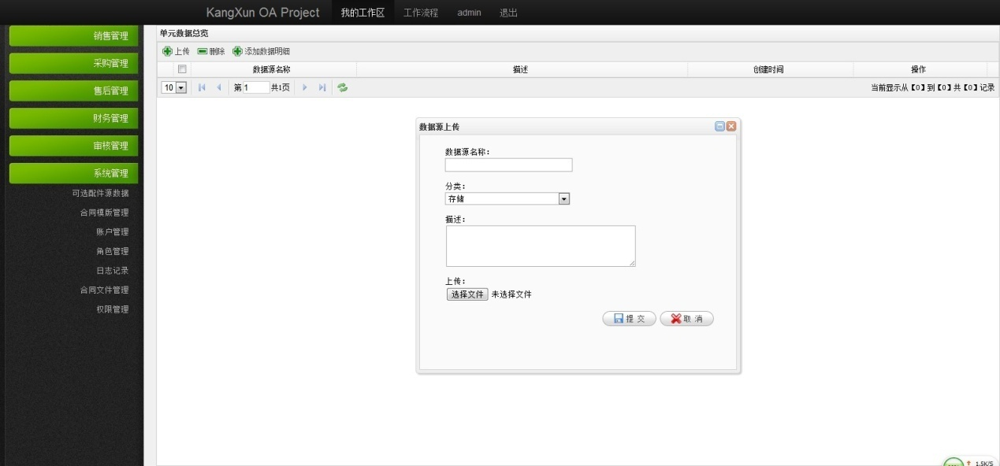 KangXun OA Project 我的工作区 工作流程 admin 退出
销售管理
采购管理
售后管理
财务管理
审核管理
系统管理
可选配件源数据
合同模版管理
账户管理
角色管理
日志记录
合同文件管理
权限管理
单元数据总览
上传 删除 添加数据明细
数据源名称 描述 创建时间 操作
10 第 1 共1页 当前显示从【0】到【0】共【0】记录
数据源上传
数据源名称:
分类:
存储
描述:
上传:
选择文件 未选择文件
提 交 取 消
1.5K/S